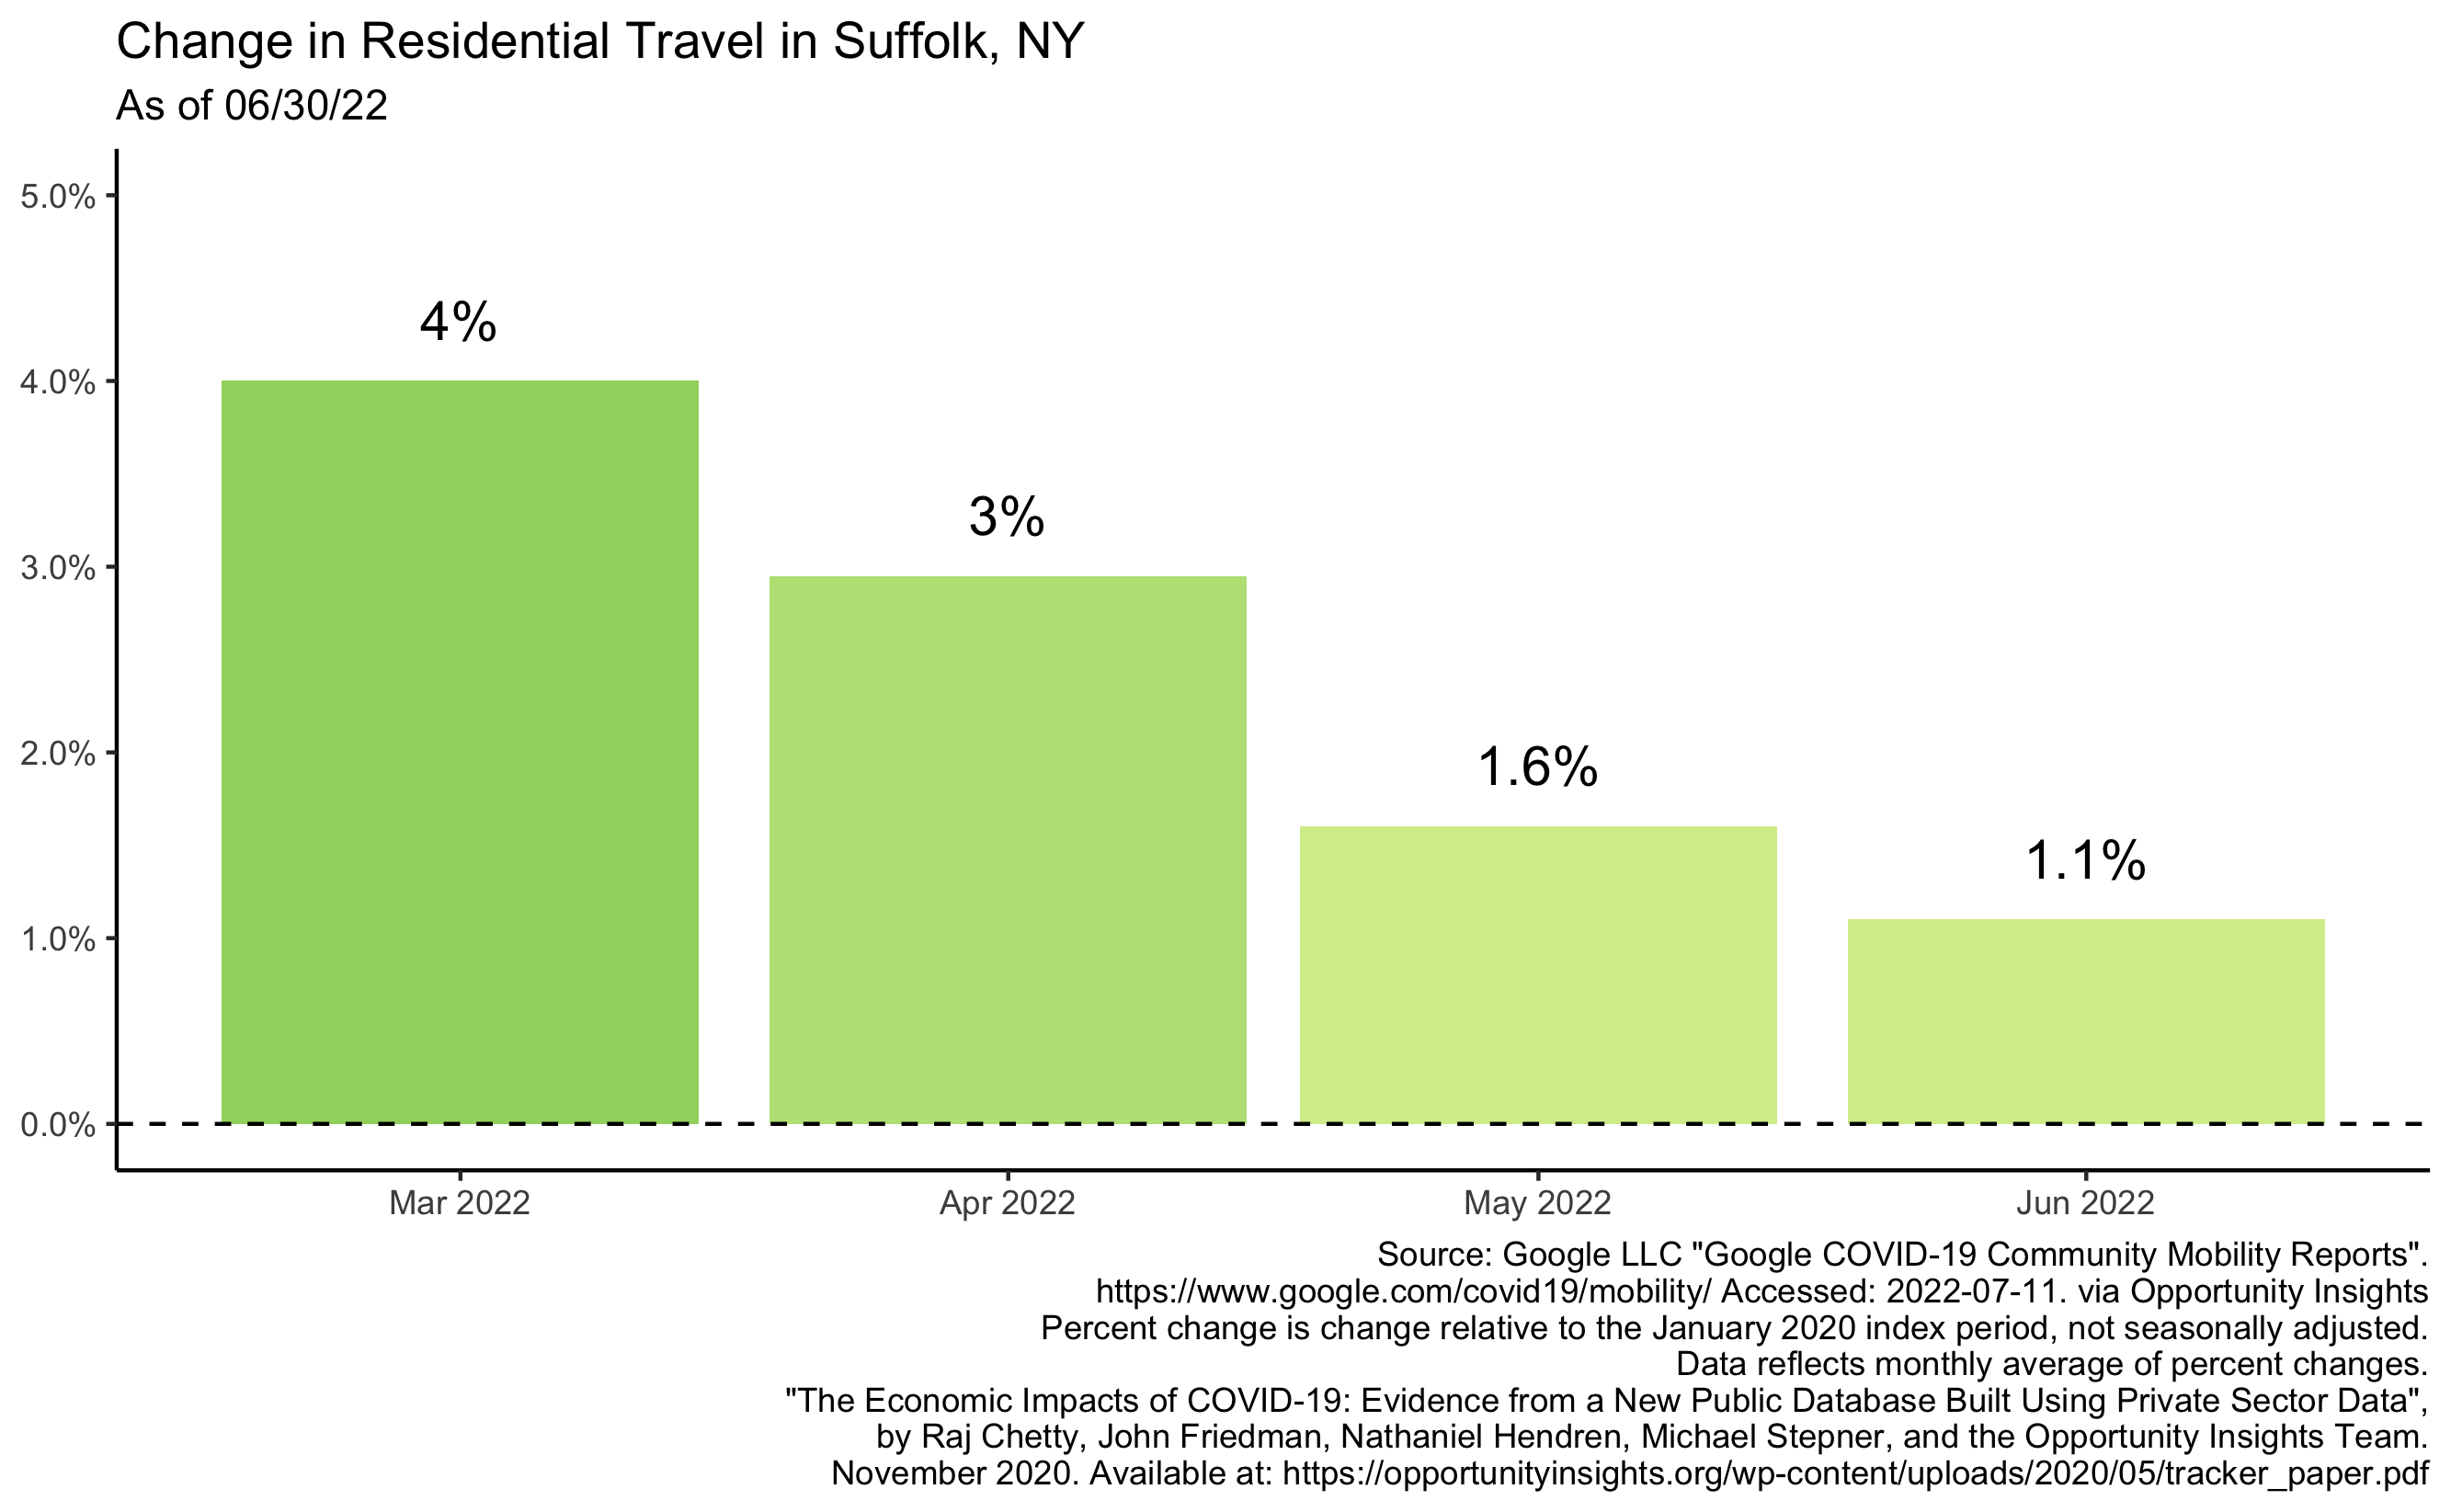 Change in Residential Travel in Suffolk, NY
As of 06/30/22
5.0%
4.0%
3.0%
2.0%
1.0%
0.0%
4%
3%
1.6%
1.1%
Mar 2022
Apr 2022
May 2022
Jun 2022
Source: Google LLC "Google COVID-19 Community Mobility Reports".
https://www.google.com/covid19/mobility/ Accessed: 2022-07-11. via Opportunity Insights
Percent change is change relative to the January 2020 index period, not seasonally adjusted.
Data reflects monthly average of percent changes.
"The Economic Impacts of COVID-19: Evidence from a New Public Database Built Using Private Sector Data",
by Raj Chetty, John Friedman, Nathaniel Hendren, Michael Stepner, and the Opportunity Insights Team.
November 2020. Available at: https://opportunityinsights.org/wp-content/uploads/2020/05/tracker_paper.pdf